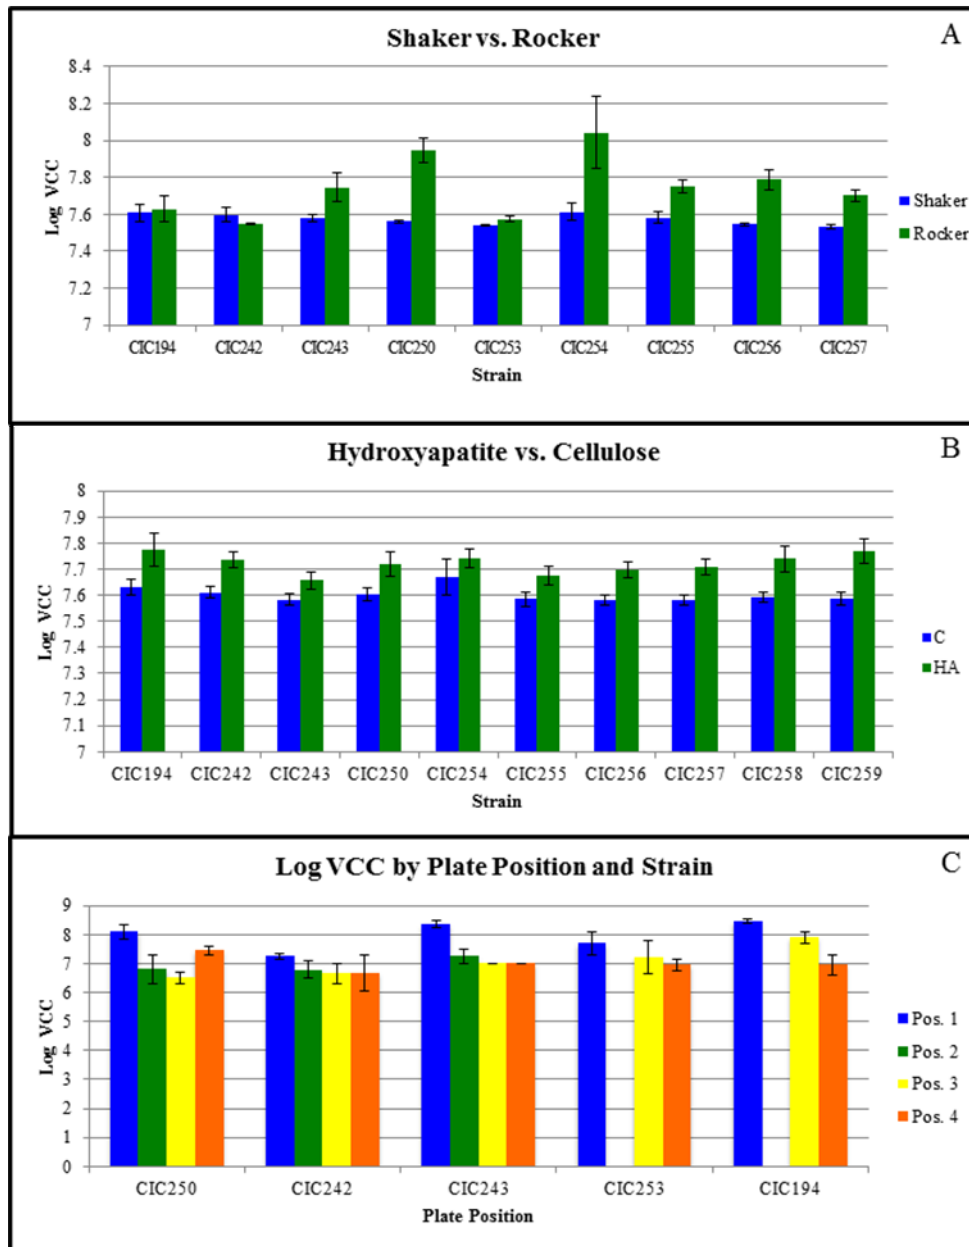 Shaker vs. Rocker
A
8.4
8.2
8
7.8
7.6
7.4
7.2
7
Log VCC
CIC194 CIC242 CIC243 CIC250 CIC253 CIC254 CIC255 CIC256 CIC257
Strain
Shaker
Rocker
Hydroxyapatite vs. Cellulose
B
8
7.9
7.8
7.7
7.6
7.5
7.4
7.3
7.2
7.1
7
Log VCC
CIC194 CIC242 CIC243 CIC250 CIC254 CIC255 CIC256 CIC257 CIC258 CIC259
Strain
C
HA
Log VCC by Plate Position and Strain
C
9
8
7
6
5
4
3
2
1
0
Log VCC
CIC250 CIC242 CIC243 CIC253 CIC194
Plate Position
Pos. 1
Pos. 2
Pos. 3
Pos. 4